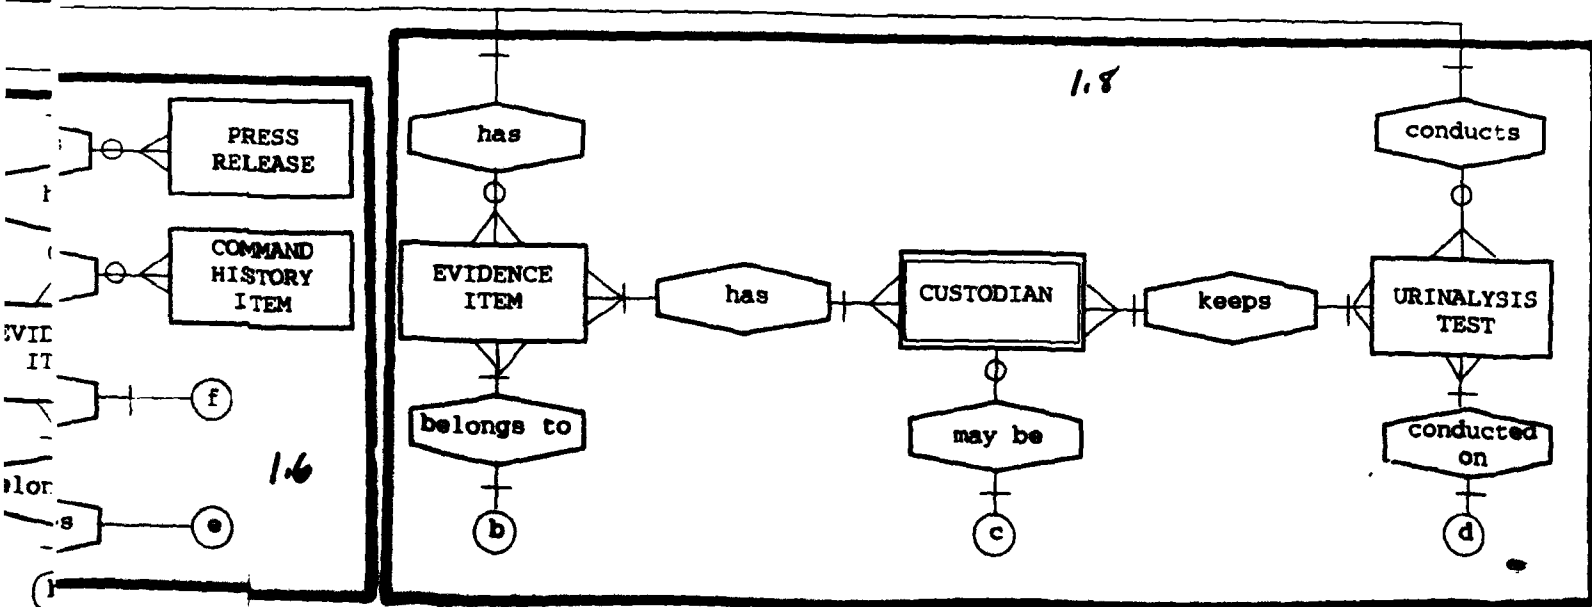 1.8
has
conducts
PRESS
RELEASE
COMMAND
HISTORY
ITEM
EVIDENCE
ITEM
has
CUSTODIAN
keeps
URINALYSIS
TEST
f
belongs to
may be
conducted
on
1.6
s
e
b
c
d